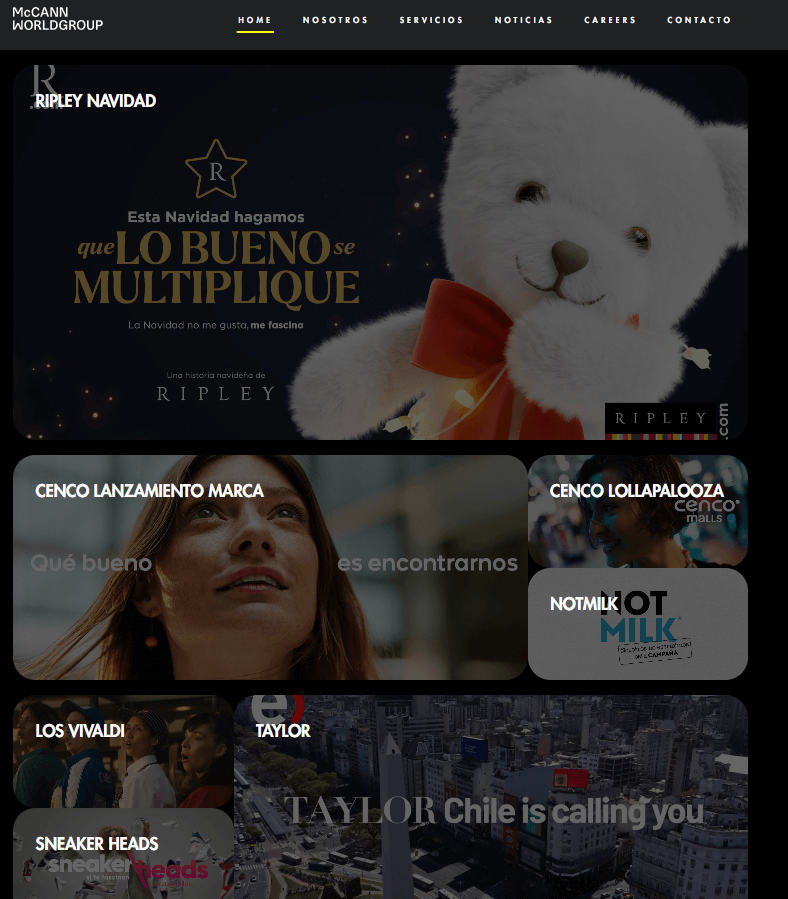 McCANN
WORLDGROUP
HOME
NOSOTROS
SERVICIOS
NOTICIAS
CAREERS
CONTACTO
R
.com
RIPLEY NAVIDAD
R
Esta Navidad hagamos
que LO BUENO se
MULTIPLIQUE
La Navidad no me gusta, me fascina
Una historia navideña de
RIPLEY
RIPLEY
.com
CENCO LANZAMIENTO MARCA
Qué bueno
es encontrarnos
CENCO LOLLAPALOOZA
cenco
malls
NOTMILK
NOT
MILK
CAMPAÑA
LOS VIVALDI
TAYLOR
e)
TAYLOR Chile is calling you
SNEAKER HEADS
sneaker heads